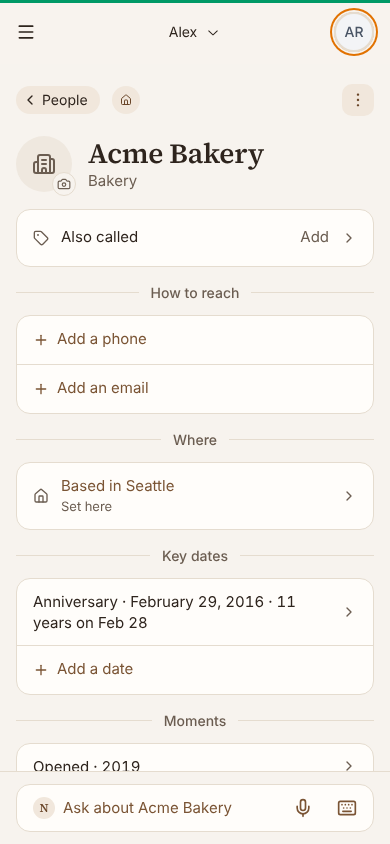 Alex
AR
People
Acme Bakery
Bakery
Also called
Add
How to reach
Add a phone
Add an email
Where
Based in Seattle
Set here
Key dates
Anniversary · February 29, 2016 · 11
years on Feb 28
Add a date
Moments
Opened · 2019
N
Ask about Acme Bakery